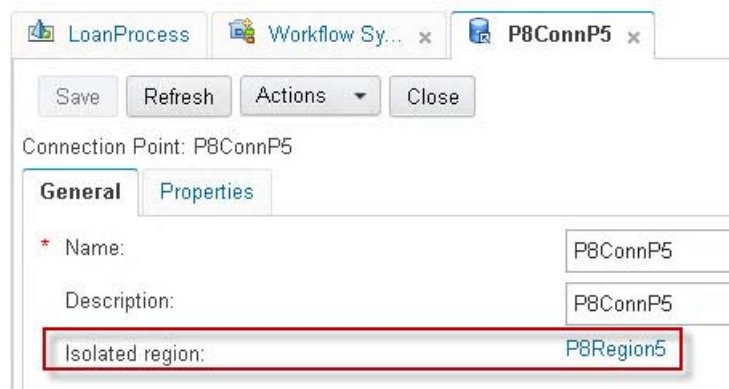 LoanProcess Workflow Sy... x P8ConnP5 x
Save Refresh Actions Close
Connection Point: P8ConnP5
General Properties
* Name: P8ConnP5
Description: P8ConnP5
Isolated region: P8Region5